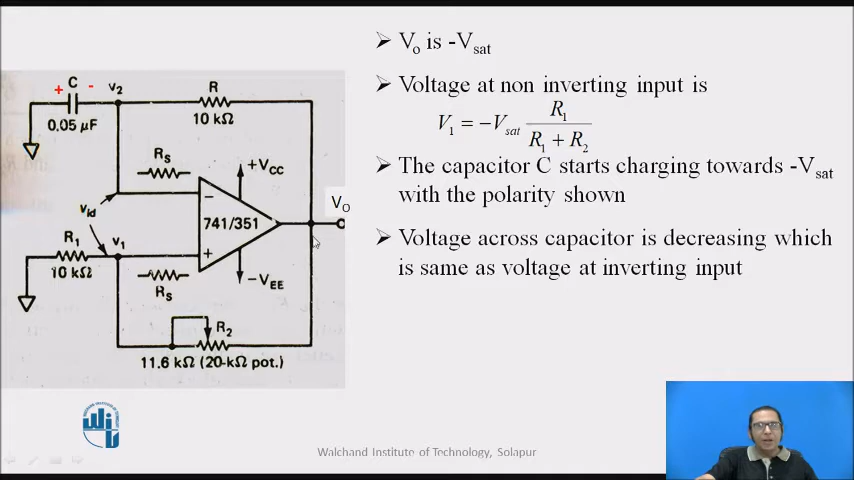 ➢ Vo is -Vsat
➢ Voltage at non inverting input is
V1 = −Vsat R1 / (R1 + R2)
➢ The capacitor C starts charging towards -Vsat
with the polarity shown
➢ Voltage across capacitor is decreasing which
is same as voltage at inverting input
+ C -
v2
R
0.05 μF
10 kΩ
Rs
+VCC
vid
−
741/351
VO
R1
v1
+
10 kΩ
Rs
−VEE
R2
11.6 kΩ (20-kΩ pot.)
Walchand Institute of Technology, Solapur